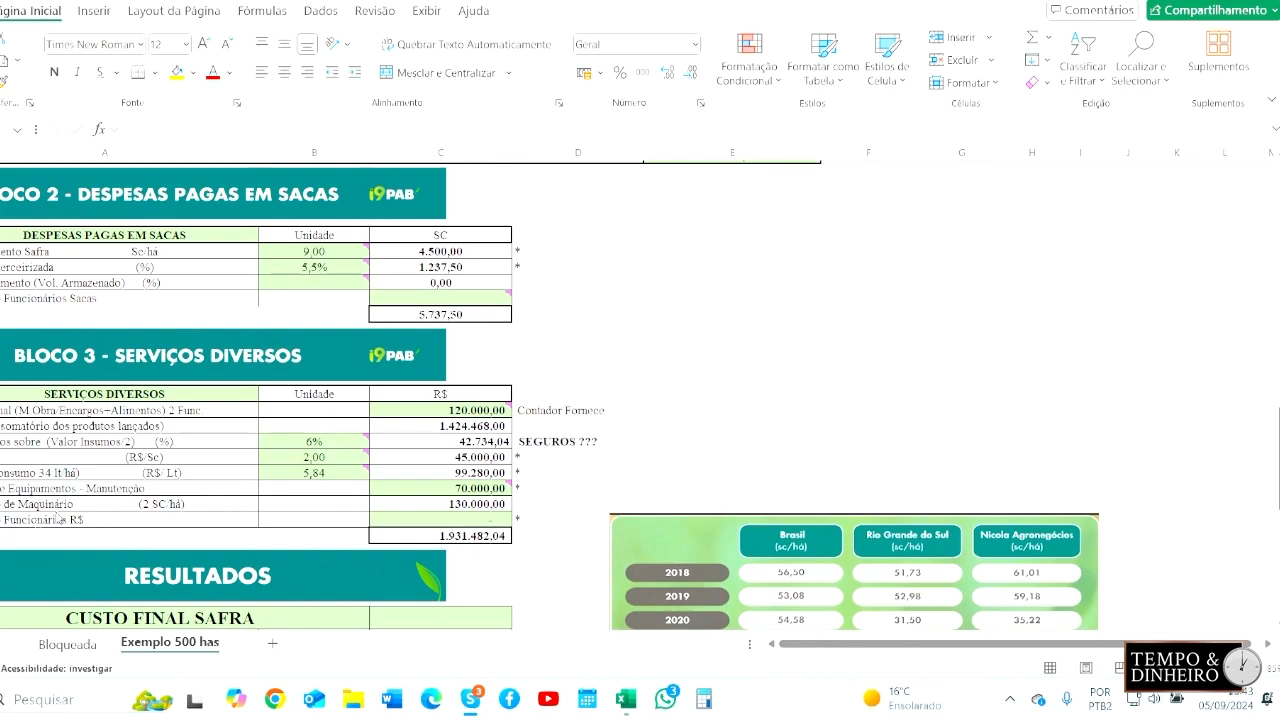 ágina Inicial Inserir Layout da Página Fórmulas Dados Revisão Exibir Ajuda Comentários Compartilhamento
Times New Roman 12 A A Quebrar Texto Automaticamente Geral Inserir
N I S A Mesclar e Centralizar % 000 Formatação Condicional Formatar como Tabela Estilos de Célula Excluir Formatar Classificar e Filtrar Localizar e Selecionar Suplementos
Fonte Alinhamento Número Estilos Células Edição Suplementos
fx
A B C D E F G H I J K L
OCO 2 - DESPESAS PAGAS EM SACAS i9PAB
DESPESAS PAGAS EM SACAS Unidade SC
ento Safra Sc/há 9,00 4.500,00 *
erceirizada (%) 5,5% 1.237,50 *
mento (Vol. Armazenado) (%) 0,00
Funcionários Sacas
5.737,50
BLOCO 3 - SERVIÇOS DIVERSOS i9PAB
SERVIÇOS DIVERSOS Unidade R$
al (M.Obra/Encargos+Alimentos) 2 Func. 120.000,00 Contador Fornece
somatório dos produtos lançados) 1.424.468,00
os sobre (Valor Insumos/2) (%) 6% 42.734,04 SEGUROS ???
(R$/Sc) 2,00 45.000,00 *
onsumo 34 lt/há) (R$/ Lt) 5,84 99.280,00 *
e Equipamentos - Manutenção 70.000,00 *
de Maquinário (2 SC/há) 130.000,00
Funcionários R$ - *
1.931.482,04
RESULTADOS
CUSTO FINAL SAFRA
Brasil (sc/há) Rio Grande do Sul (sc/há) Nicola Agronegócios (sc/há)
2018 56,50 51,73 61,01
2019 53,08 52,98 59,18
2020 54,58 31,50 35,22
Bloqueada Exemplo 500 has +
Acessibilidade: investigar
TEMPO & DINHEIRO
Pesquisar 3 3 16°C Ensolarado POR PTB2
05/09/2024